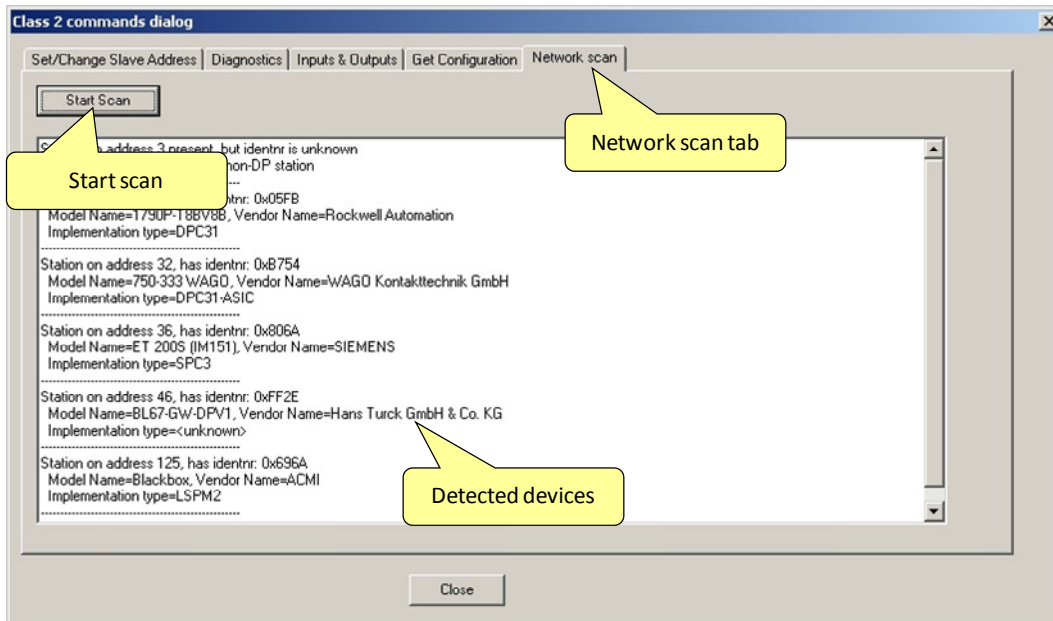 Class 2 commands dialog
Set/Change Slave Address Diagnostics Inputs & Outputs Get Configuration Network scan
Start Scan
Network scan tab
address 3 present, but identnr is unknown
non-DP station
Start scan
identnr: 0x05FB
Model Name=1790P-T8BV8B, Vendor Name=Rockwell Automation
Implementation type=DPC31
Station on address 32, has identnr: 0xB754
Model Name=750-333 WAGO, Vendor Name=WAGO Kontakttechnik GmbH
Implementation type=DPC31-ASIC
Station on address 36, has identnr: 0x806A
Model Name=ET 200S (IM151), Vendor Name=SIEMENS
Implementation type=SPC3
Station on address 46, has identnr: 0xFF2E
Model Name=BL67-GW-DPV1, Vendor Name=Hans Turck GmbH & Co. KG
Implementation type=<unknown>
Station on address 125, has identnr: 0x696A
Model Name=Blackbox, Vendor Name=ACMI
Implementation type=LSPM2
Detected devices
Close